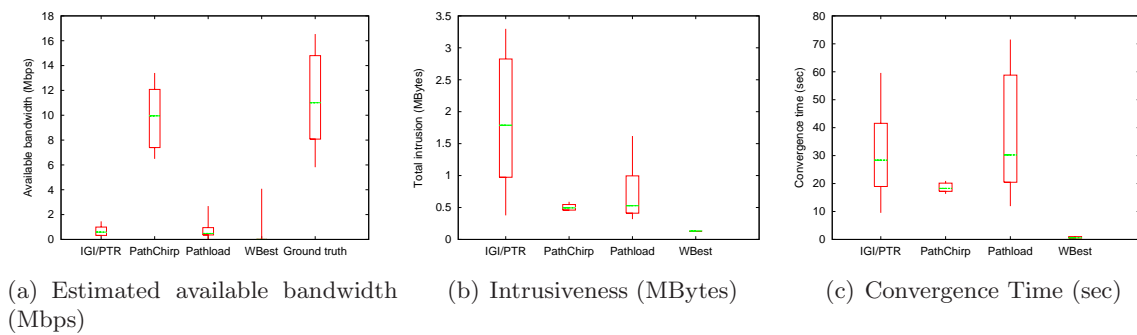 18
16
14
12
10
8
6
4
2
0
Available bandwidth (Mbps)
IGI/PTR PathChirp Pathload WBest Ground truth
(a) Estimated available bandwidth
(Mbps)
3.5
3
2.5
2
1.5
1
0.5
0
Total intrusion (MBytes)
IGI/PTR PathChirp Pathload WBest
(b) Intrusiveness (MBytes)
80
70
60
50
40
30
20
10
0
Convergence time (sec)
IGI/PTR PathChirp Pathload WBest
(c) Convergence Time (sec)